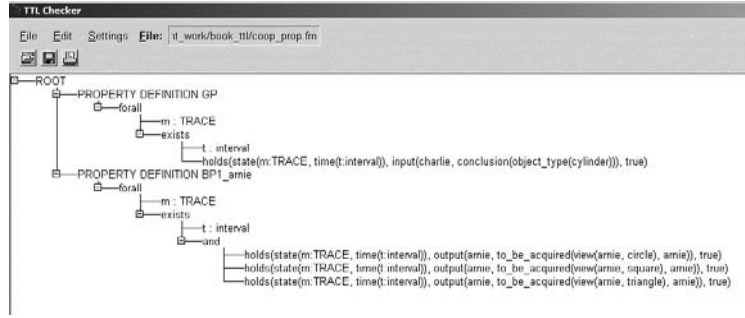 TTL Checker
File Edit Settings File: it_work/book_ttl/coop_prop.fm
ROOT
PROPERTY DEFINITION GP
forall
m : TRACE
exists
t : interval
holds(state(m:TRACE, time(t:interval)), input(charlie, conclusion(object_type(cylinder))), true)
PROPERTY DEFINITION BP1_arnie
forall
m : TRACE
exists
t : interval
and
holds(state(m:TRACE, time(t:interval)), output(arnie, to_be_acquired(view(arnie, circle), arnie)), true)
holds(state(m:TRACE, time(t:interval)), output(arnie, to_be_acquired(view(arnie, square), arnie)), true)
holds(state(m:TRACE, time(t:interval)), output(arnie, to_be_acquired(view(arnie, triangle), arnie)), true)